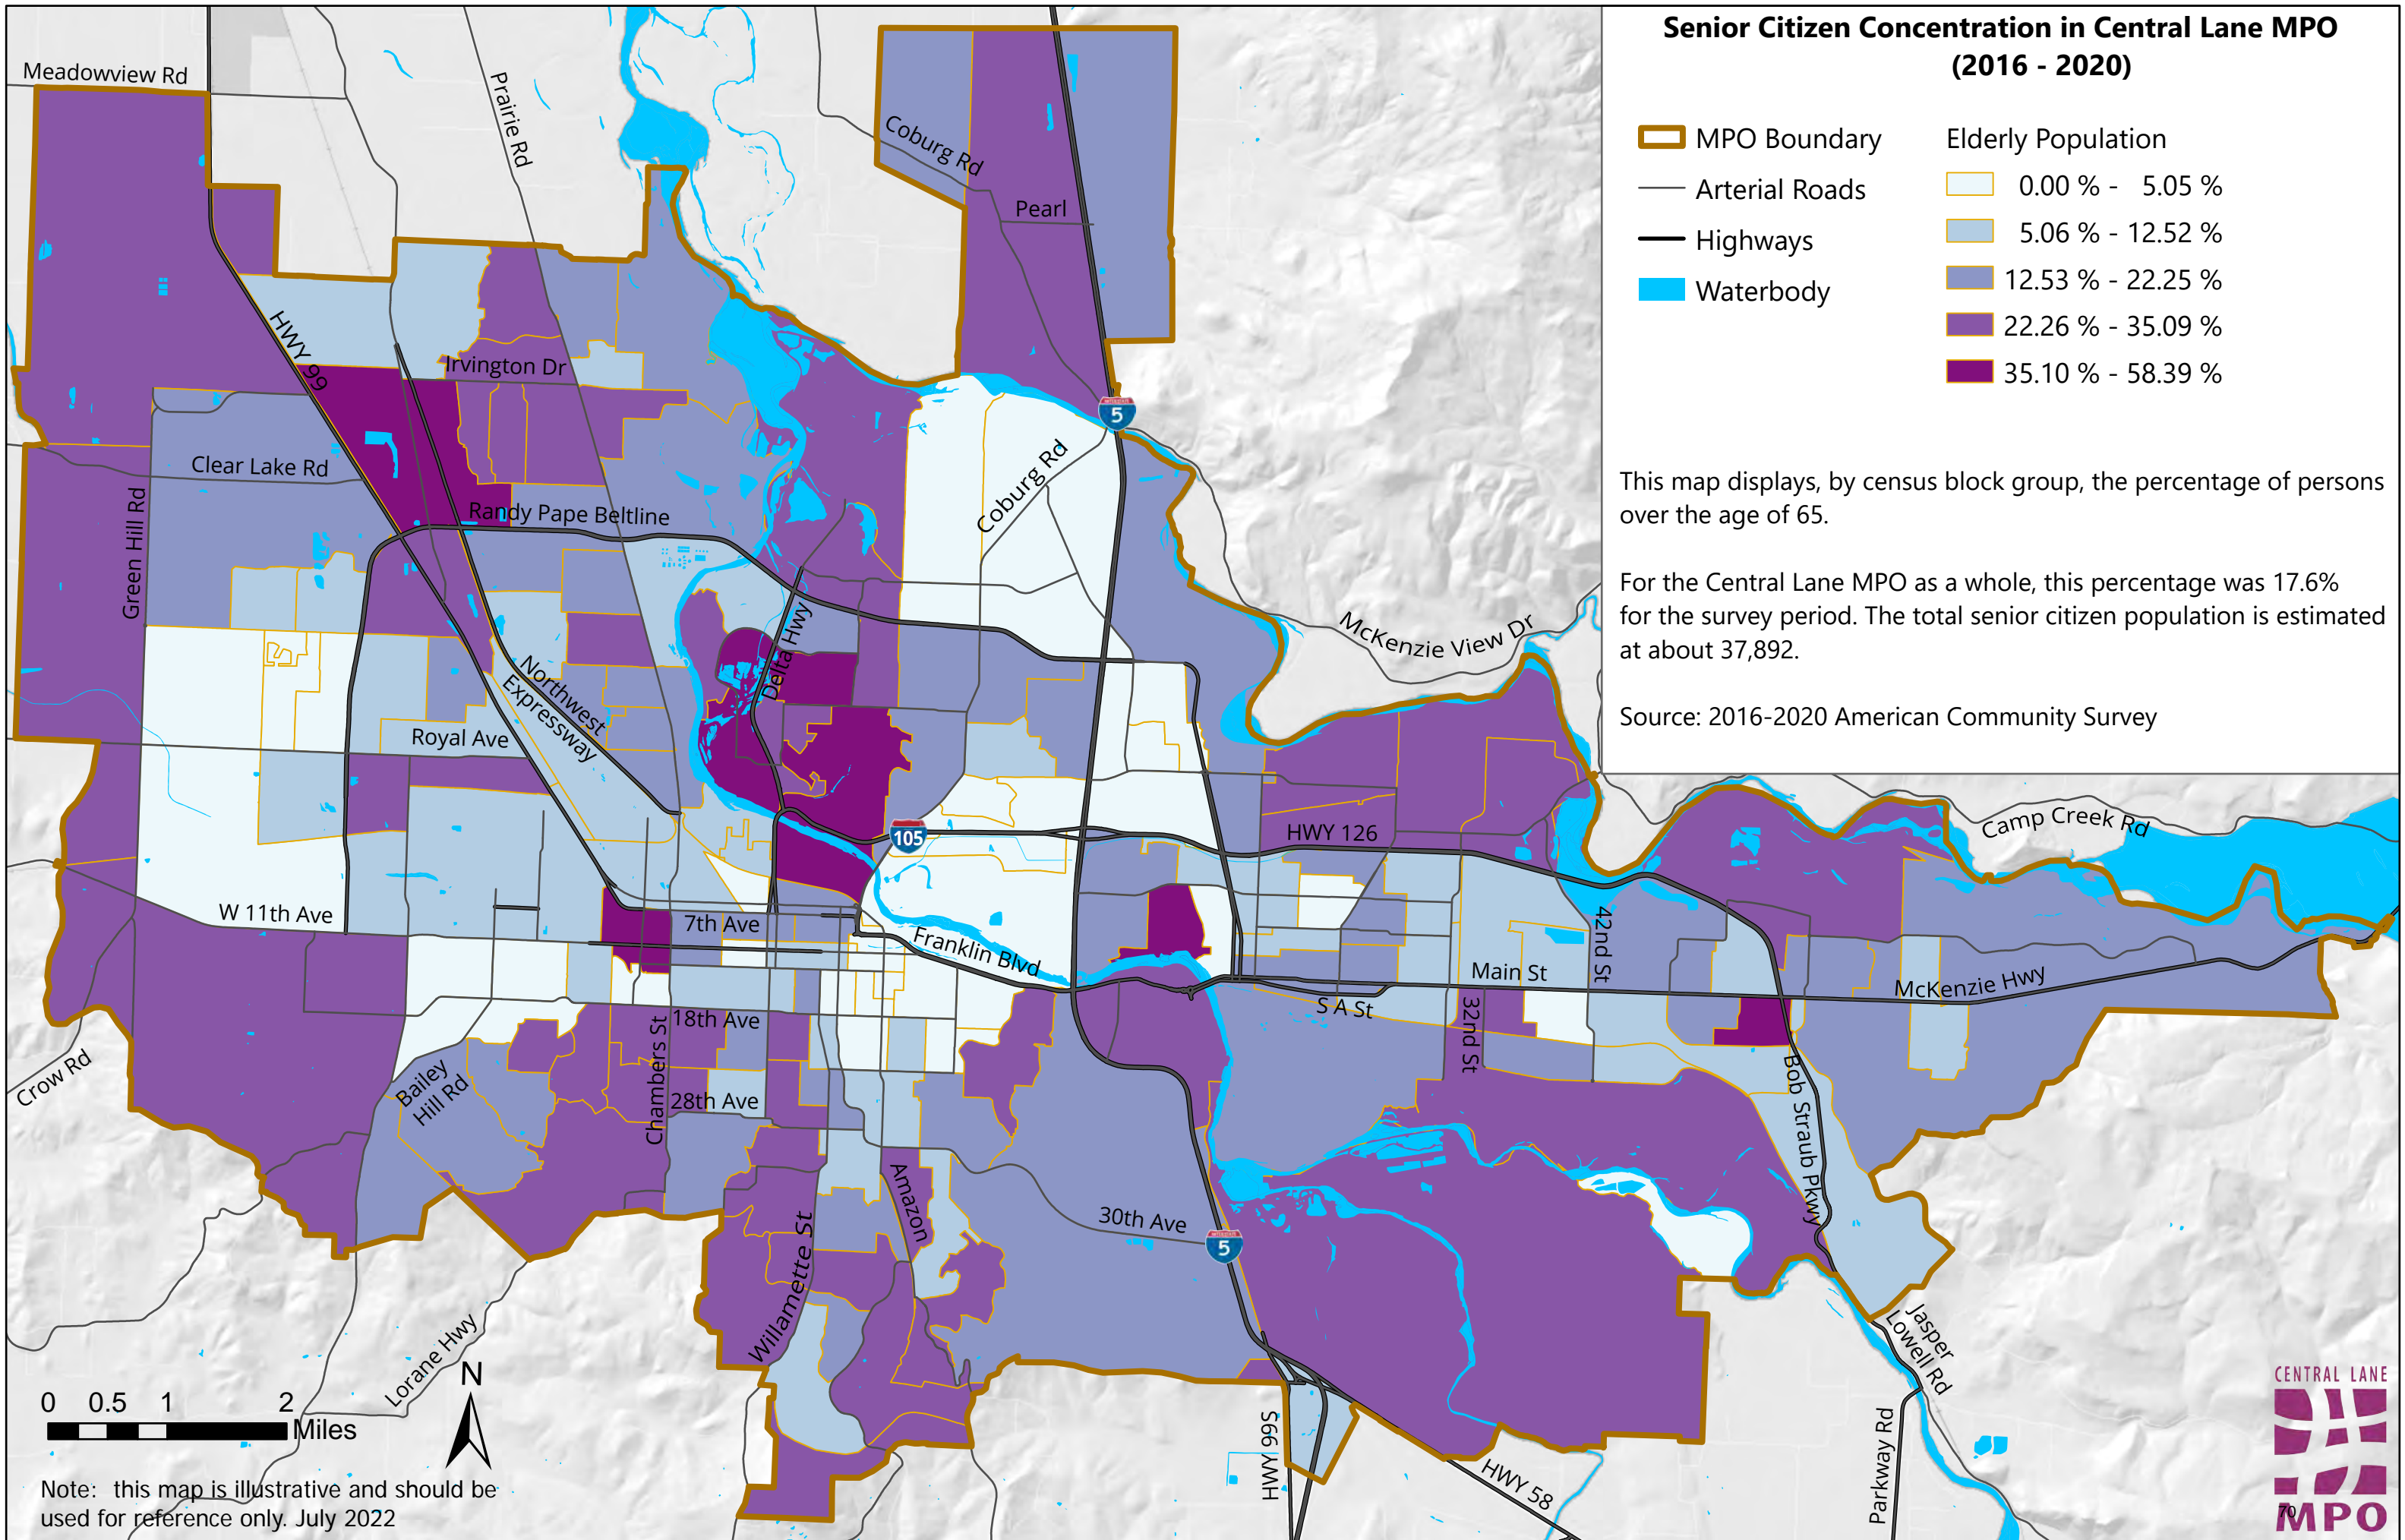 Senior Citizen Concentration in Central Lane MPO
(2016 - 2020)
MPO Boundary
Arterial Roads
Highways
Waterbody
Elderly Population
0.00 % - 5.05 %
5.06 % - 12.52 %
12.53 % - 22.25 %
22.26 % - 35.09 %
35.10 % - 58.39 %
This map displays, by census block group, the percentage of persons
over the age of 65.
For the Central Lane MPO as a whole, this percentage was 17.6%
for the survey period. The total senior citizen population is estimated
at about 37,892.
Source: 2016-2020 American Community Survey
Meadowview Rd
Prairie Rd
Coburg Rd
Pearl
HWY 99
Irvington Dr
5
Clear Lake Rd
Green Hill Rd
Randy Pape Beltline
Coburg Rd
Delta Hwy
McKenzie View Dr
Northwest
Expressway
Royal Ave
105
HWY 126
Camp Creek Rd
W 11th Ave
7th Ave
Franklin Blvd
42nd St
Main St
McKenzie Hwy
S A St
32nd St
18th Ave
Chambers St
Crow Rd
Bailey
Hill Rd
28th Ave
Bob Straub Pkwy
Amazon
30th Ave
5
Willamette St
Lorane Hwy
Jasper
Lowell Rd
HWY 99S
HWY 58
Parkway Rd
N
0 0.5 1 2
Miles
Note: this map is illustrative and should be
used for reference only. July 2022
CENTRAL LANE
MPO
70